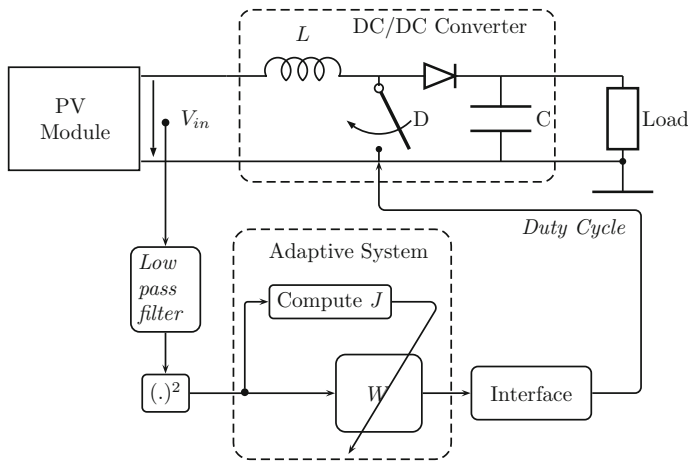 DC/DC Converter
L
PV
Module
V_in
D
C
Load
Duty Cycle
Adaptive System
Low
pass
filter
Compute J
(.)²
W
Interface